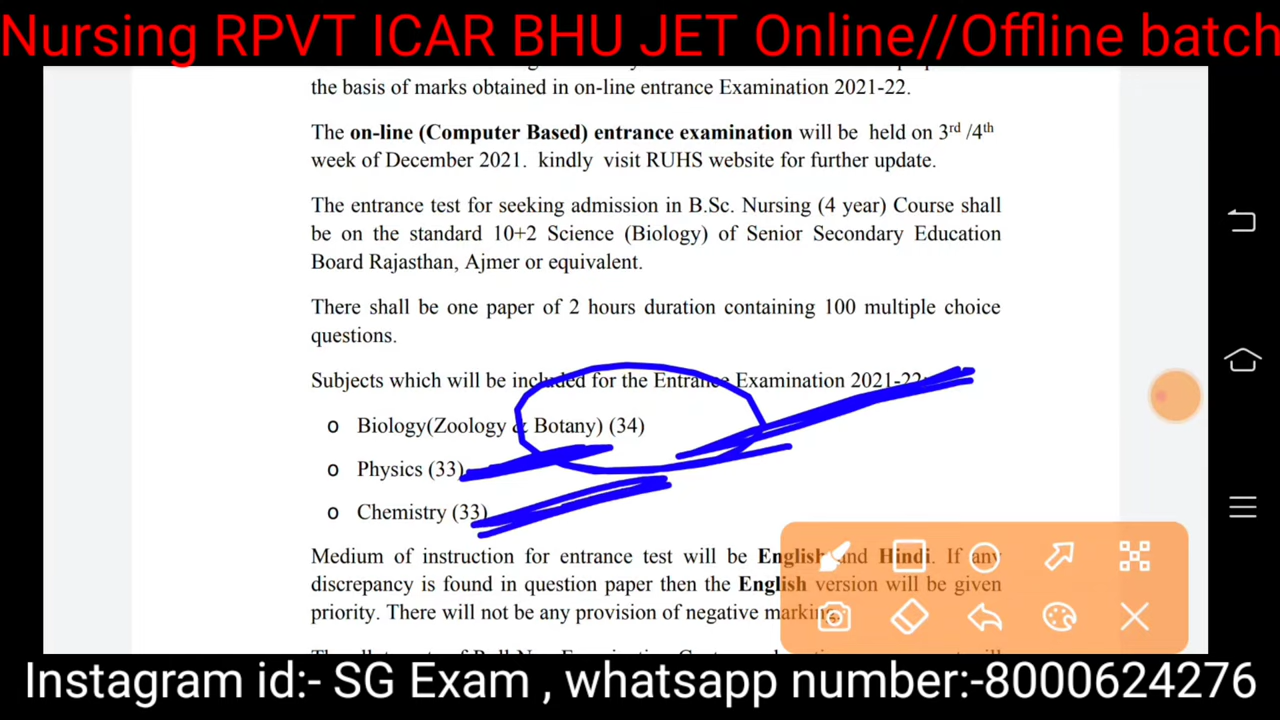 Nursing RPVT ICAR BHU JET Online//Offline batch
the basis of marks obtained in on-line entrance Examination 2021-22.
The on-line (Computer Based) entrance examination will be held on 3rd /4th
week of December 2021. kindly visit RUHS website for further update.
The entrance test for seeking admission in B.Sc. Nursing (4 year) Course shall
be on the standard 10+2 Science (Biology) of Senior Secondary Education
Board Rajasthan, Ajmer or equivalent.
There shall be one paper of 2 hours duration containing 100 multiple choice
questions.
Subjects which will be included for the Entrance Examination 2021-22:
o Biology(Zoology & Botany) (34)
o Physics (33)
o Chemistry (33)
Medium of instruction for entrance test will be English and Hindi. If any
discrepancy is found in question paper then the English version will be given
priority. There will not be any provision of negative marking.
Instagram id:- SG Exam , whatsapp number:-8000624276